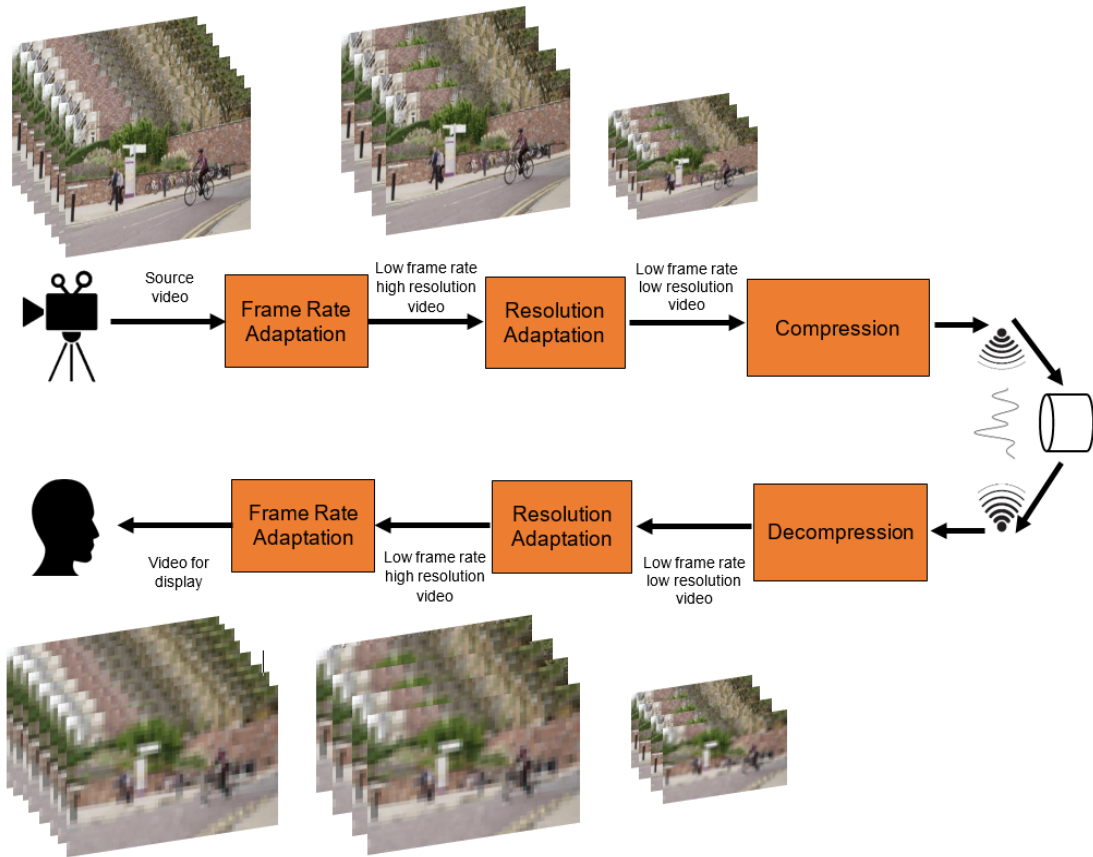 Source
video
Frame Rate
Adaptation
Low frame rate
high resolution
video
Resolution
Adaptation
Low frame rate
low resolution
video
Compression
Frame Rate
Adaptation
Resolution
Adaptation
Decompression
Video for
display
Low frame rate
high resolution
video
Low frame rate
low resolution
video